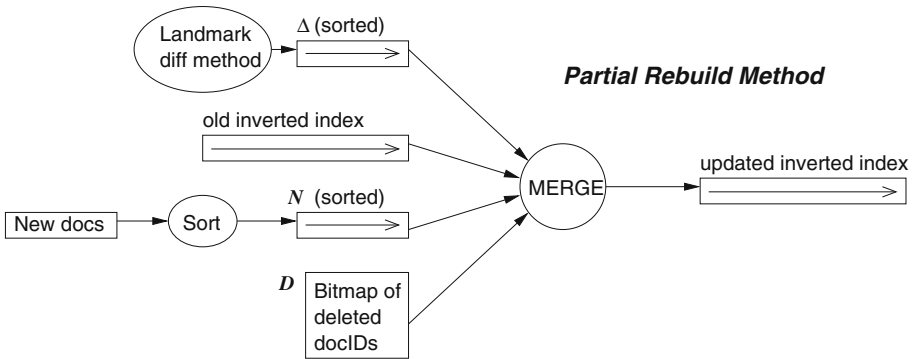 Landmark
diff method
Δ (sorted)
Partial Rebuild Method
old inverted index
MERGE
updated inverted index
New docs
Sort
N (sorted)
D
Bitmap of
deleted
docIDs